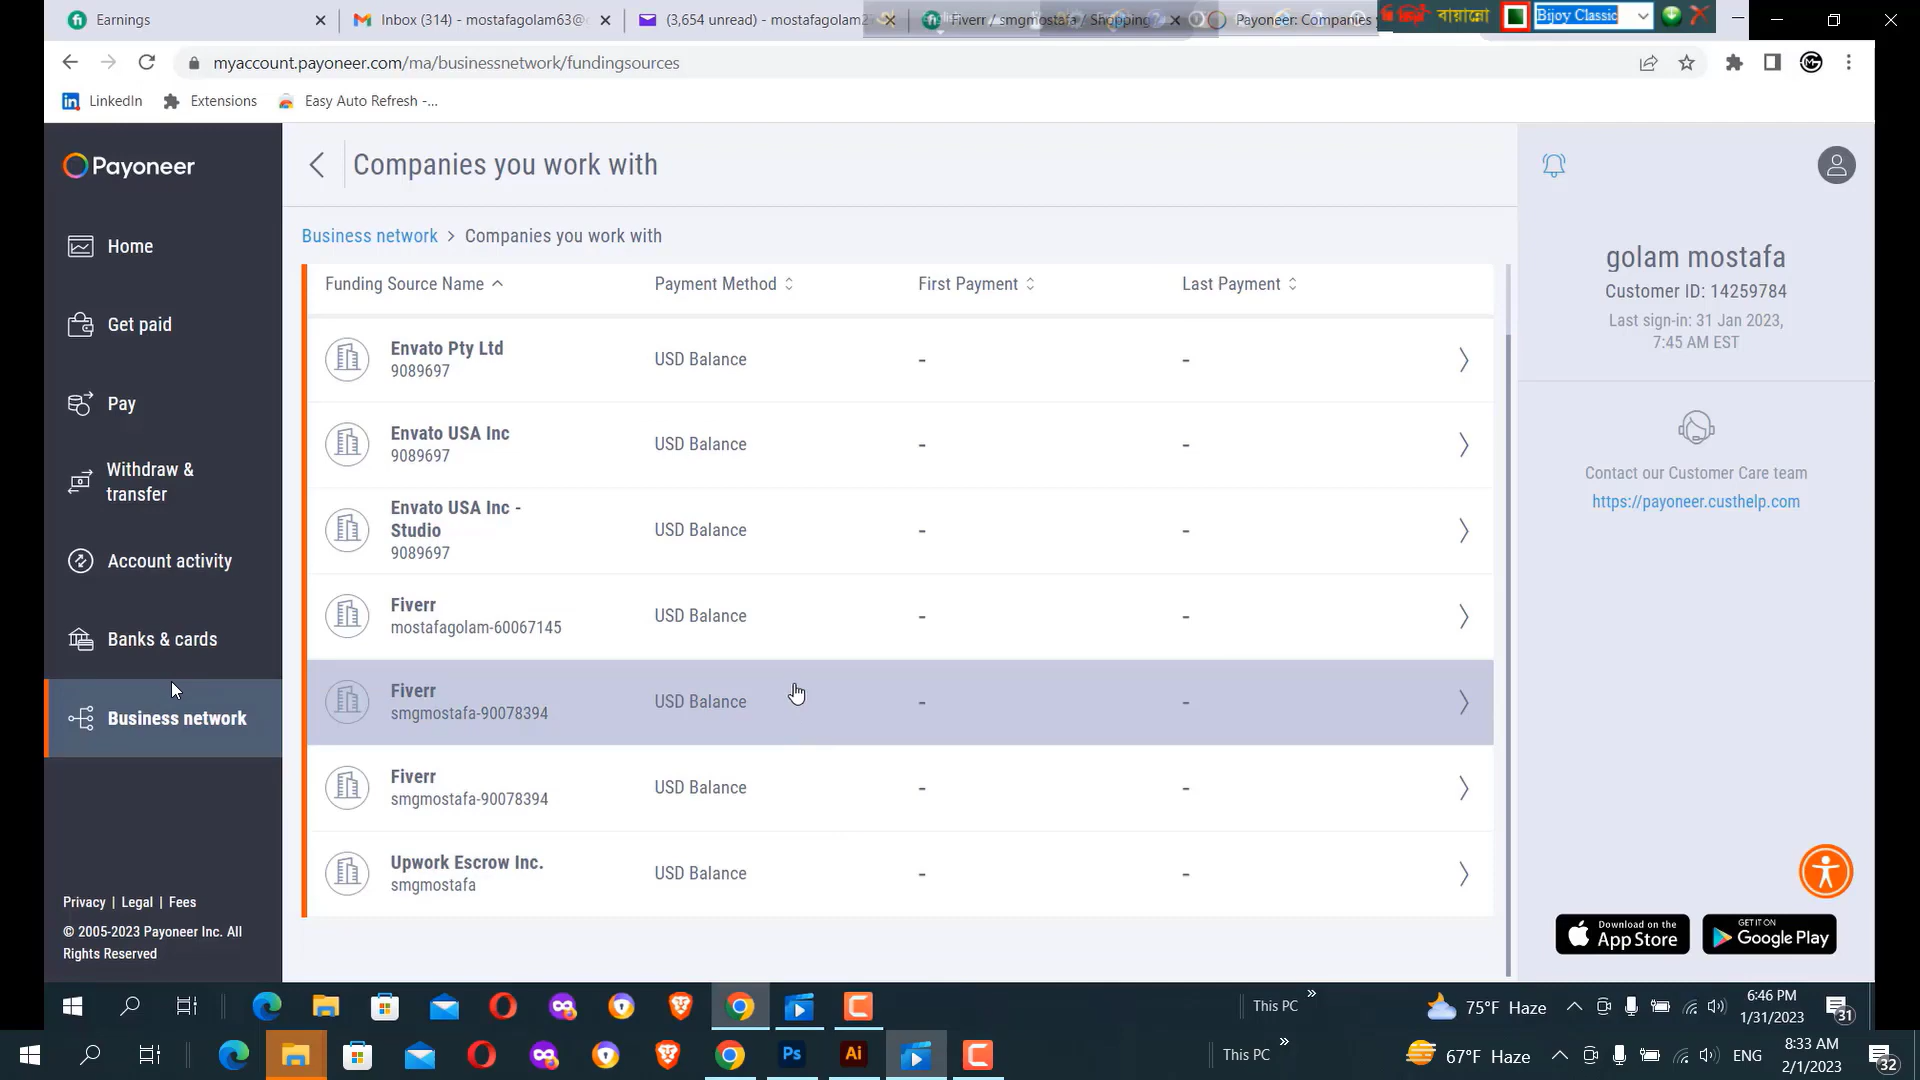 Earnings
Inbox (314) - mostafagolam63@
(3,654 unread) - mostafagolam2
Fiverr / smgmostafa / Shopping
Payoneer: Companies
বায়ান্নো
Bijoy Classic
myaccount.payoneer.com/ma/businessnetwork/fundingsources
LinkedIn
Extensions
Easy Auto Refresh -...
Payoneer
Home
Get paid
Pay
Withdraw &
transfer
Account activity
Banks & cards
Business network
Privacy | Legal | Fees
© 2005-2023 Payoneer Inc. All
Rights Reserved
Companies you work with
Business network > Companies you work with
Funding Source Name
Payment Method
First Payment
Last Payment
Envato Pty Ltd
9089697
USD Balance
-
-
Envato USA Inc
9089697
USD Balance
-
-
Envato USA Inc -
Studio
9089697
USD Balance
-
-
Fiverr
mostafagolam-60067145
USD Balance
-
-
Fiverr
smgmostafa-90078394
USD Balance
-
-
Fiverr
smgmostafa-90078394
USD Balance
-
-
Upwork Escrow Inc.
smgmostafa
USD Balance
-
-
golam mostafa
Customer ID: 14259784
Last sign-in: 31 Jan 2023,
7:45 AM EST
Contact our Customer Care team
https://payoneer.custhelp.com
Download on the
App Store
GET IT ON
Google Play
This PC
75°F Haze
6:46 PM
1/31/2023
31
Ps
Ai
This PC
67°F Haze
ENG
8:33 AM
2/1/2023
32